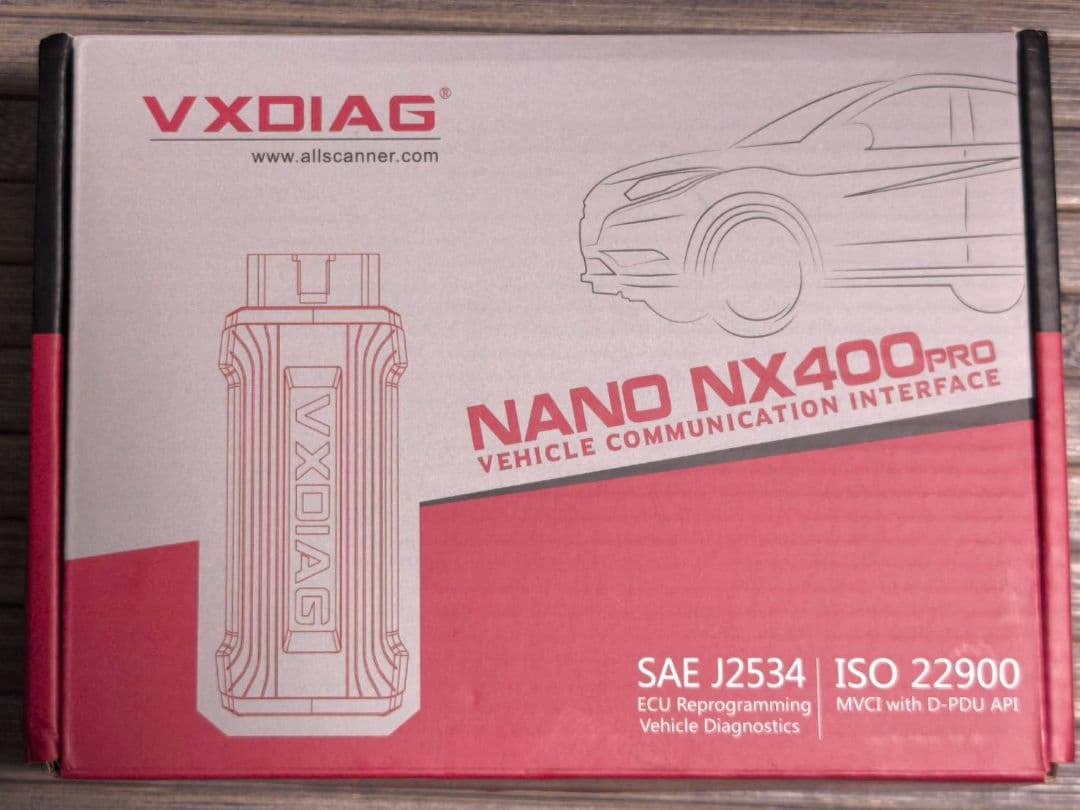 VXDIAG®
www.allscanner.com
VXDIAG
NANO NX400PRO
VEHICLE COMMUNICATION INTERFACE
SAE J2534
ECU Reprogramming
Vehicle Diagnostics
ISO 22900
MVCI with D-PDU API